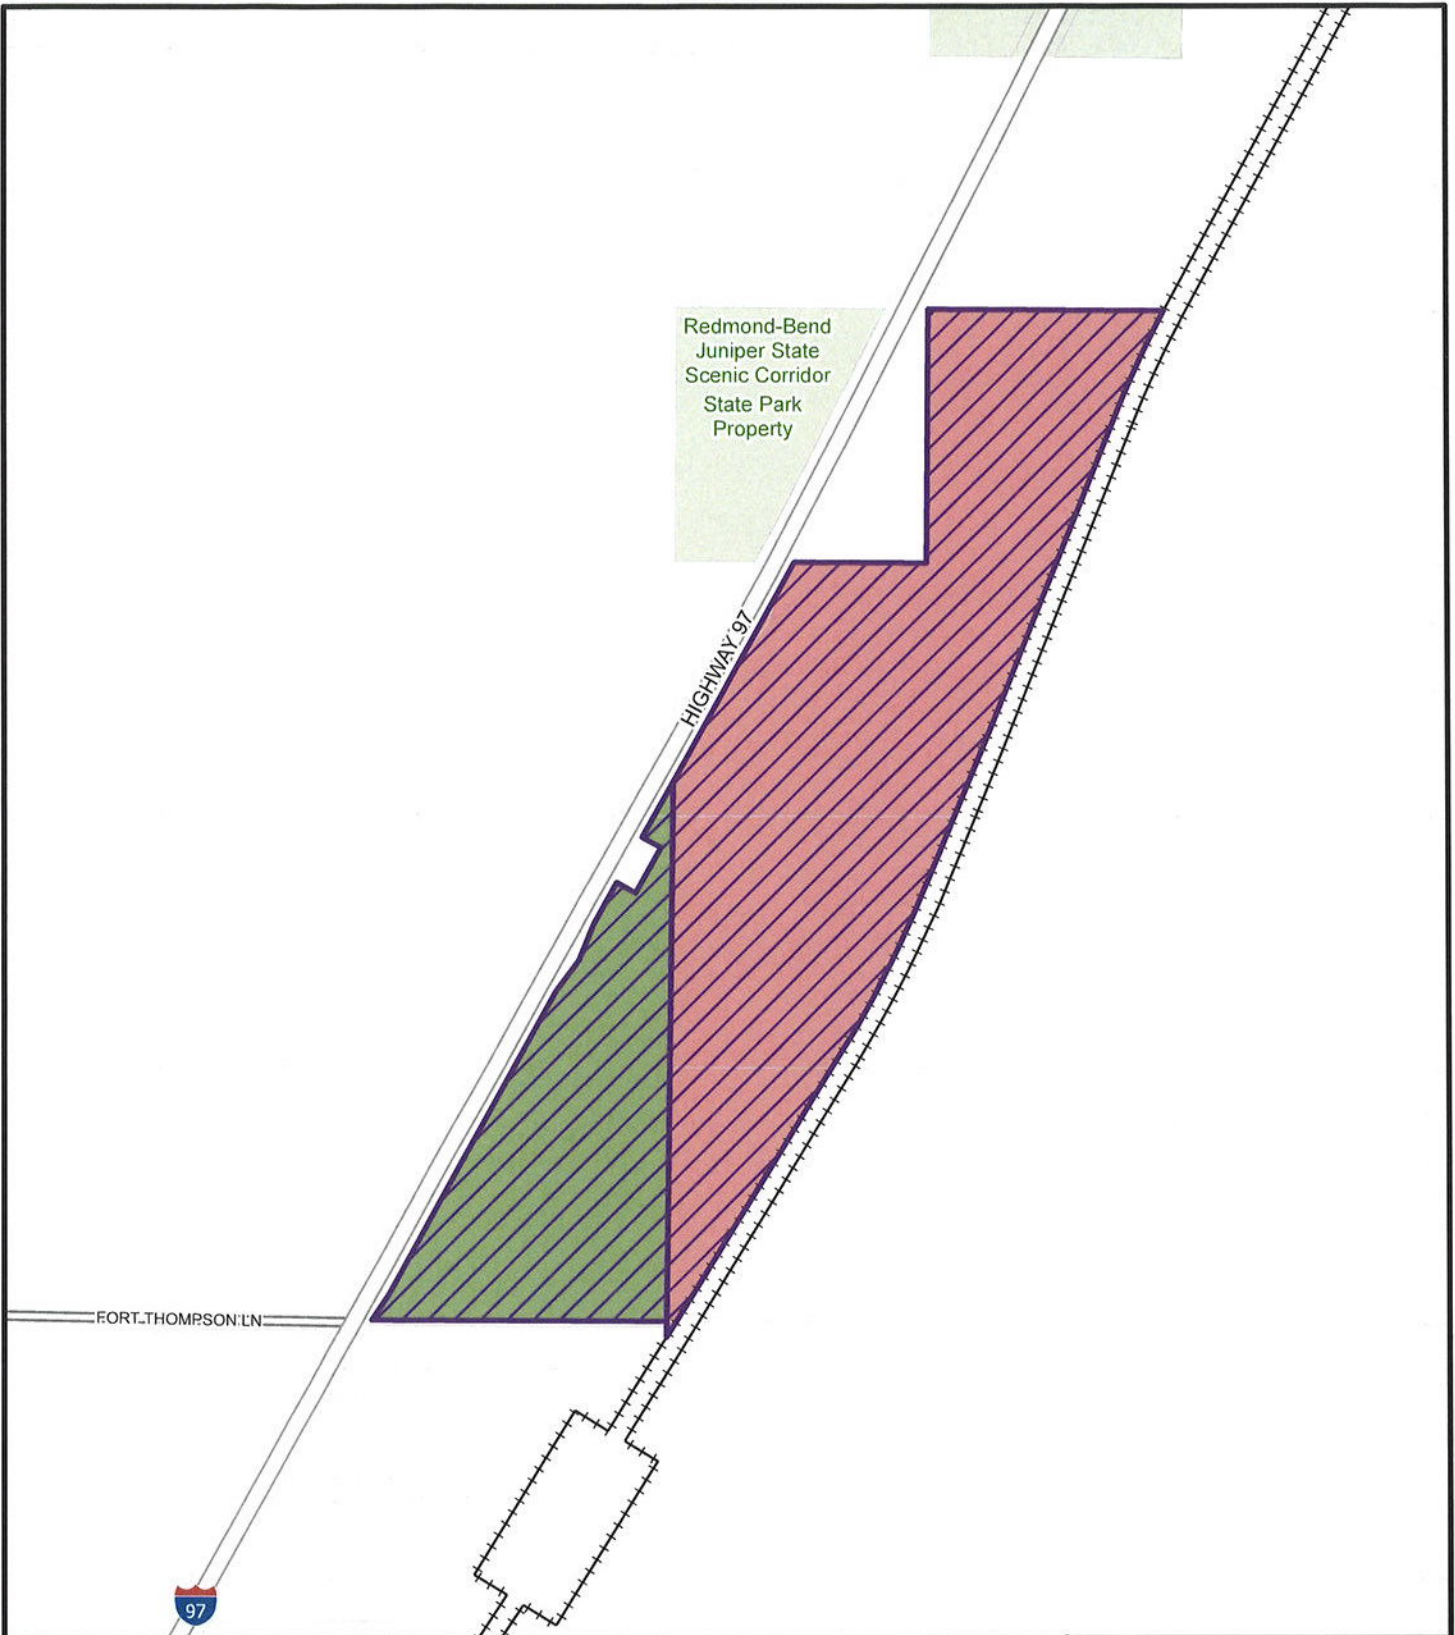 Redmond-Bend
Juniper State
Scenic Corridor
State Park
Property
HIGHWAY 97
FORT THOMPSON LN
97